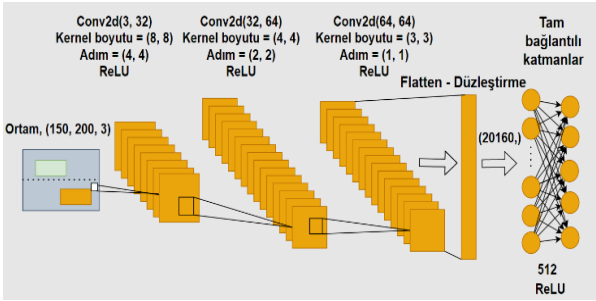 Conv2d(3, 32)
Kernel boyutu = (8, 8)
Adım = (4, 4)
ReLU
Conv2d(32, 64)
Kernel boyutu = (4, 4)
Adım = (2, 2)
ReLU
Conv2d(64, 64)
Kernel boyutu = (3, 3)
Adım = (1, 1)
ReLU
Tam
bağlantılı
katmanlar
Flatten - Düzleştirme
Ortam, (150, 200, 3)
(20160,)
512
ReLU